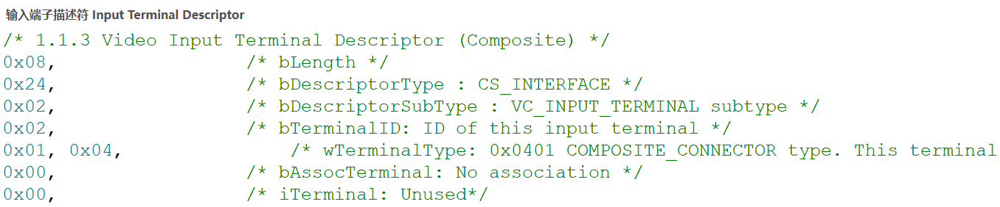 输入端子描述符 Input Terminal Descriptor
/* 1.1.3 Video Input Terminal Descriptor (Composite) */
0x08, /* bLength */
0x24, /* bDescriptorType : CS_INTERFACE */
0x02, /* bDescriptorSubType : VC_INPUT_TERMINAL subtype */
0x02, /* bTerminalID: ID of this input terminal */
0x01, 0x04, /* wTerminalType: 0x0401 COMPOSITE_CONNECTOR type. This terminal
0x00, /* bAssocTerminal: No association */
0x00, /* iTerminal: Unused*/